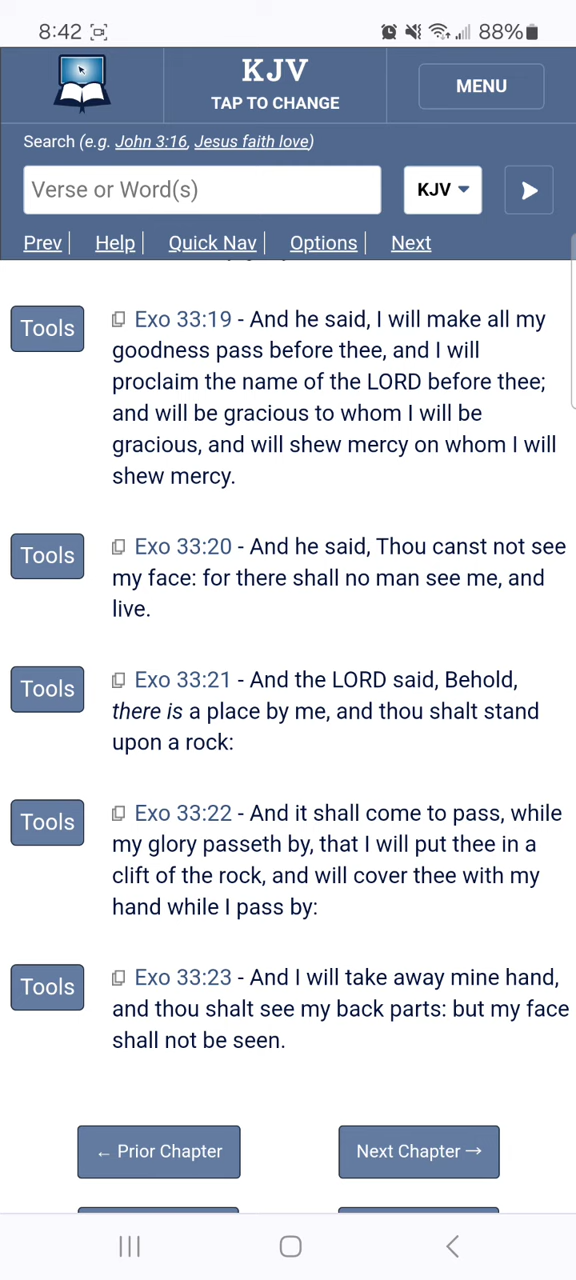 8:42 88%
KJV
TAP TO CHANGE
MENU
Search (e.g. John 3:16, Jesus faith love)
Verse or Word(s)
KJV
Prev | Help | Quick Nav | Options | Next
Tools
Exo 33:19 - And he said, I will make all my
goodness pass before thee, and I will
proclaim the name of the LORD before thee;
and will be gracious to whom I will be
gracious, and will shew mercy on whom I will
shew mercy.
Tools
Exo 33:20 - And he said, Thou canst not see
my face: for there shall no man see me, and
live.
Tools
Exo 33:21 - And the LORD said, Behold,
there is a place by me, and thou shalt stand
upon a rock:
Tools
Exo 33:22 - And it shall come to pass, while
my glory passeth by, that I will put thee in a
clift of the rock, and will cover thee with my
hand while I pass by:
Tools
Exo 33:23 - And I will take away mine hand,
and thou shalt see my back parts: but my face
shall not be seen.
← Prior Chapter
Next Chapter →